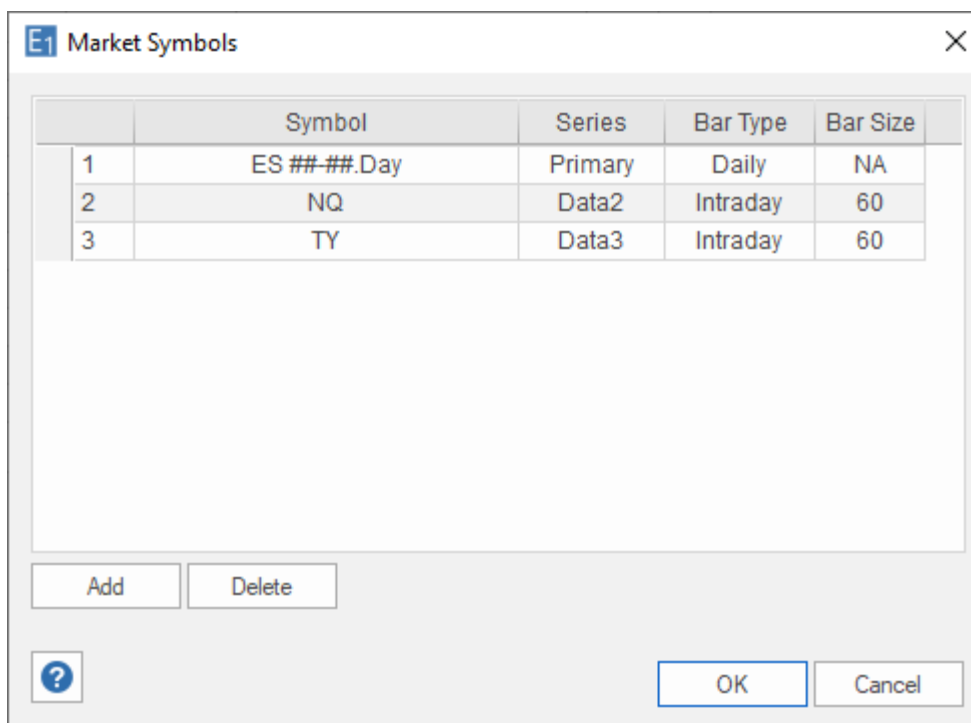 E1 Market Symbols
Symbol Series Bar Type Bar Size
1 ES ##-##.Day Primary Daily NA
2 NQ Data2 Intraday 60
3 TY Data3 Intraday 60
Add Delete
?
OK Cancel